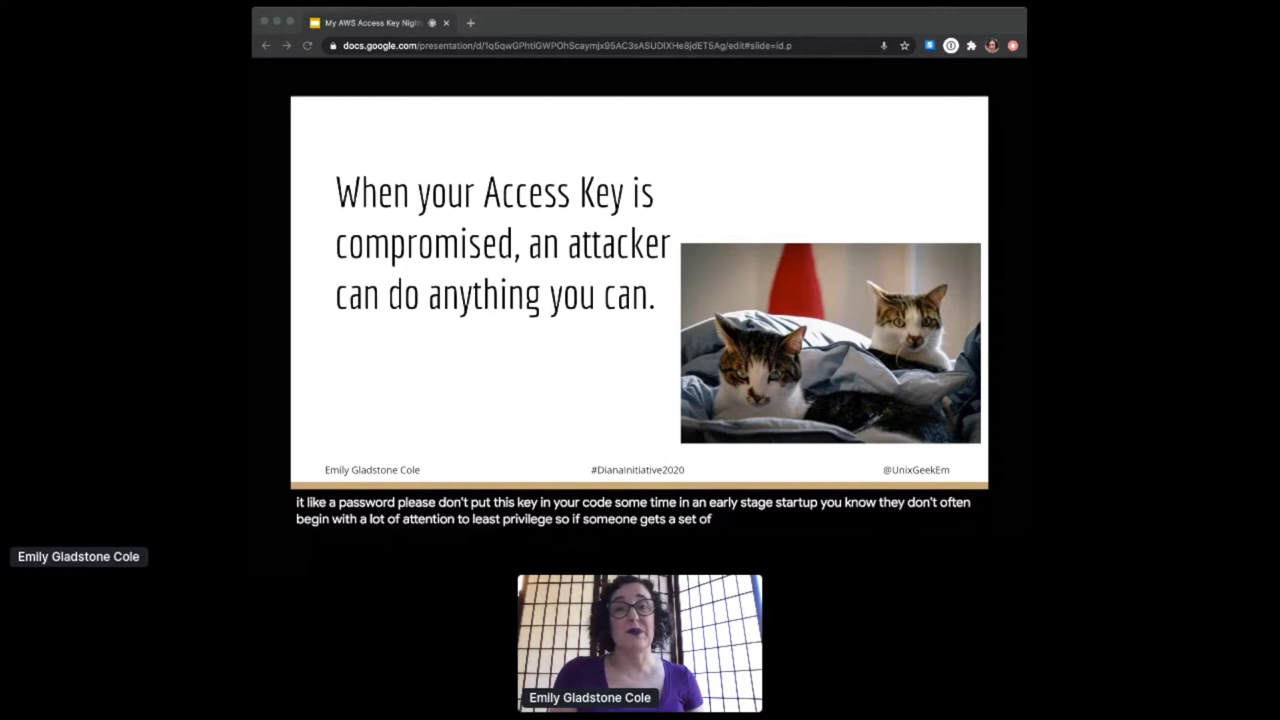 My AWS Access Key Nigh
docs.google.com/presentation/d/1q5qwGPhtiGWPOhScaymjx95AC3sASUDIXHe8jdET5Ag/edit#slide=id.p
When your Access Key is
compromised, an attacker
can do anything you can.
Emily Gladstone Cole #DianaInitiative2020 @UnixGeekEm
it like a password please don't put this key in your code some time in an early stage startup you know they don't often
begin with a lot of attention to least privilege so if someone gets a set of
Emily Gladstone Cole
Emily Gladstone Cole